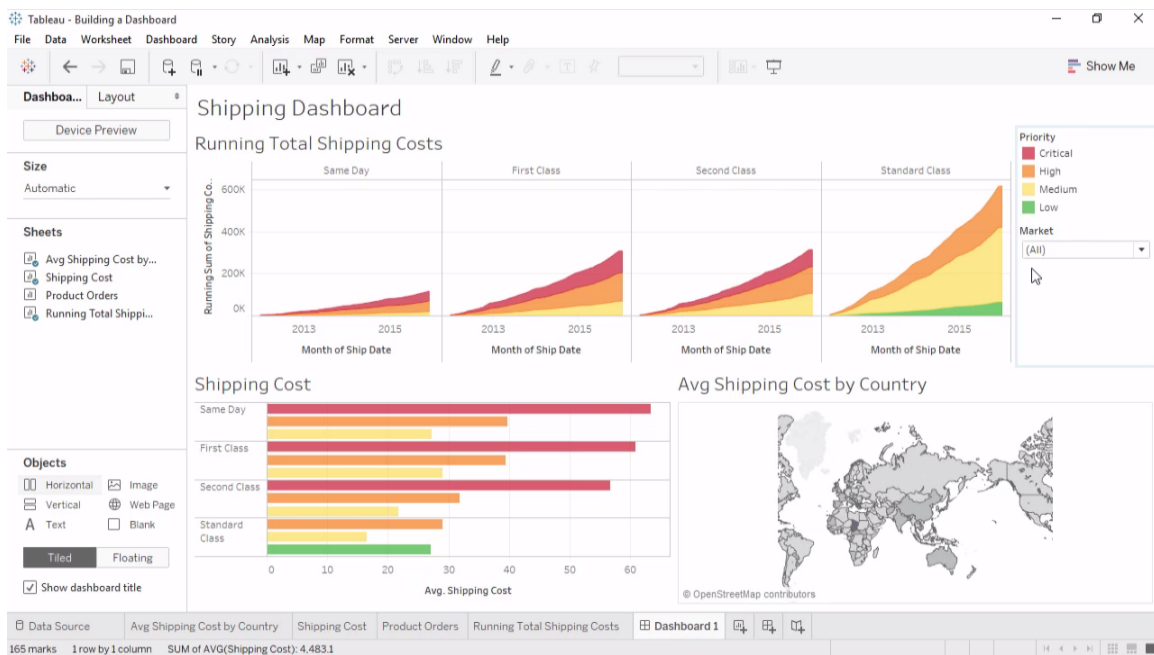 Tableau - Building a Dashboard
File Data Worksheet Dashboard Story Analysis Map Format Server Window Help
Show Me
Dashboa... Layout
Device Preview
Size
Automatic
Sheets
Avg Shipping Cost by...
Shipping Cost
Product Orders
Running Total Shippi...
Objects
Horizontal Image
Vertical Web Page
A Text Blank
Tiled Floating
Show dashboard title
Shipping Dashboard
Running Total Shipping Costs
Same Day First Class Second Class Standard Class
Running Sum of Shipping Co..
600K
400K
200K
0K
2013 2015 2013 2015 2013 2015 2013 2015
Month of Ship Date Month of Ship Date Month of Ship Date Month of Ship Date
Priority
Critical
High
Medium
Low
Market
(All)
Shipping Cost
Same Day
First Class
Second Class
Standard
Class
0 10 20 30 40 50 60
Avg. Shipping Cost
Avg Shipping Cost by Country
© OpenStreetMap contributors
Data Source Avg Shipping Cost by Country Shipping Cost Product Orders Running Total Shipping Costs Dashboard 1
165 marks 1 row by 1 column SUM of AVG(Shipping Cost): 4,483.1